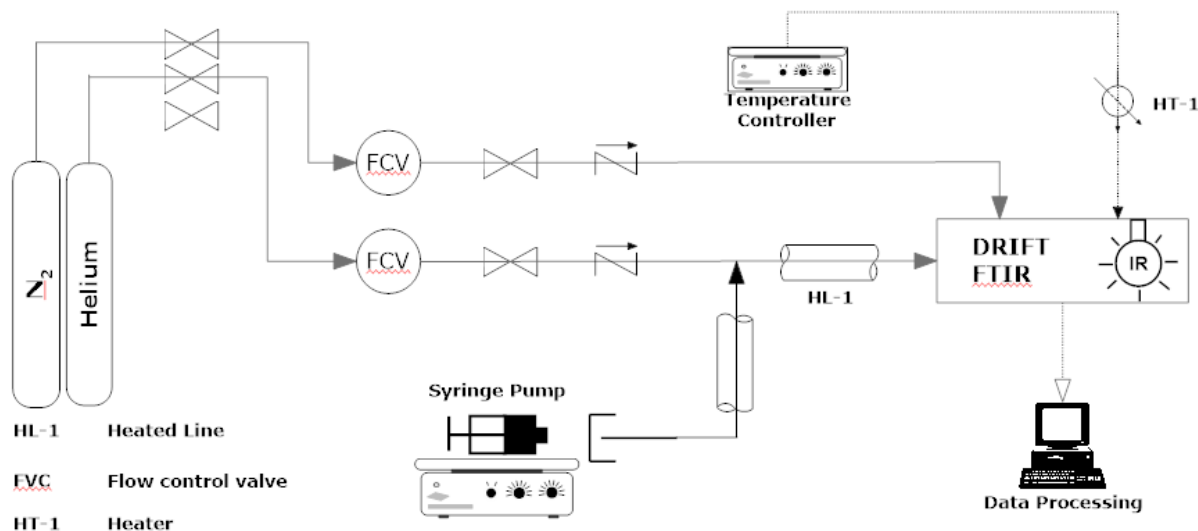 Temperature
Controller
HT-1
FCV
N2
Helium
FCV
DRIFT
FTIR
IR
HL-1
Syringe Pump
HL-1 Heated Line
FVC Flow control valve
HT-1 Heater
Data Processing